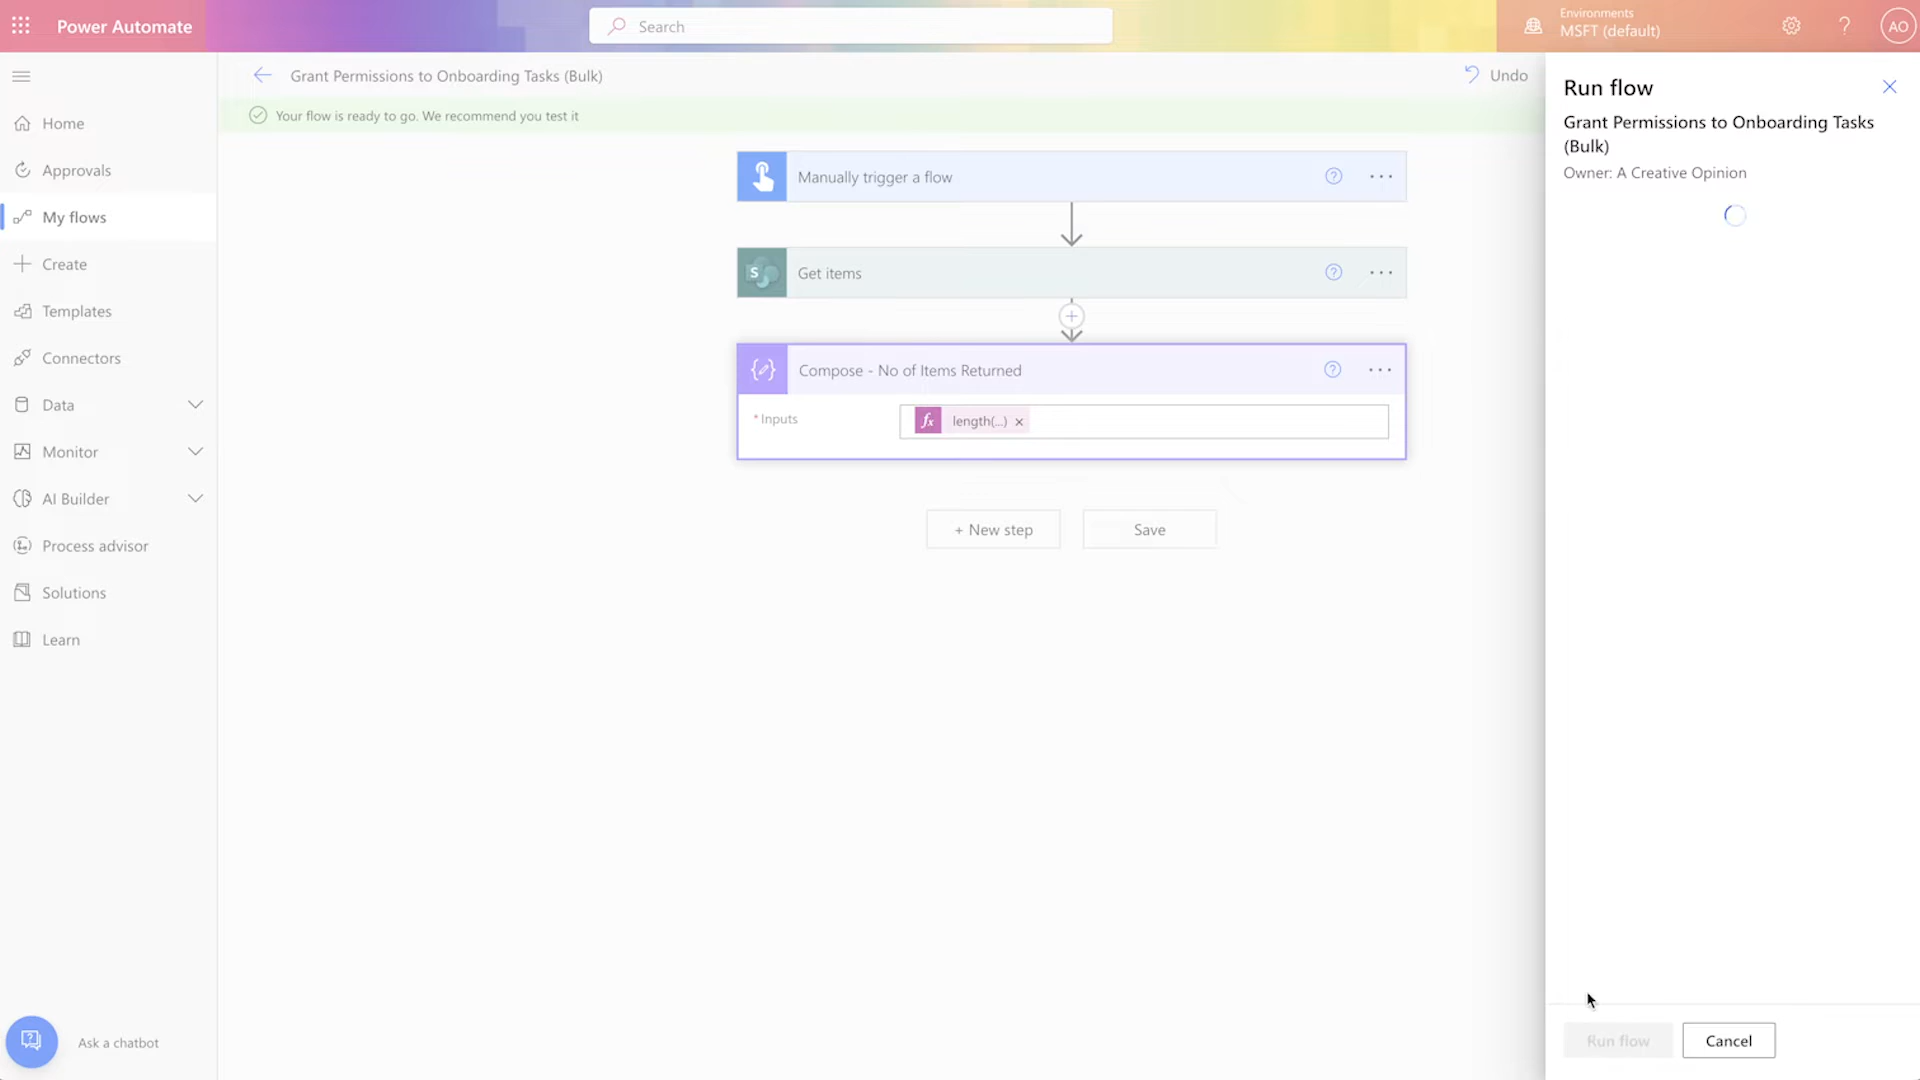 Power Automate
Search
Environments
MSFT (default)
AO
Grant Permissions to Onboarding Tasks (Bulk)
Undo
Your flow is ready to go. We recommend you test it
Home
Approvals
My flows
Create
Templates
Connectors
Data
Monitor
AI Builder
Process advisor
Solutions
Learn
Ask a chatbot
Manually trigger a flow
S
Get items
Compose - No of Items Returned
* Inputs
fx length(...) ×
+ New step
Save
Run flow
Grant Permissions to Onboarding Tasks
(Bulk)
Owner: A Creative Opinion
Run flow
Cancel